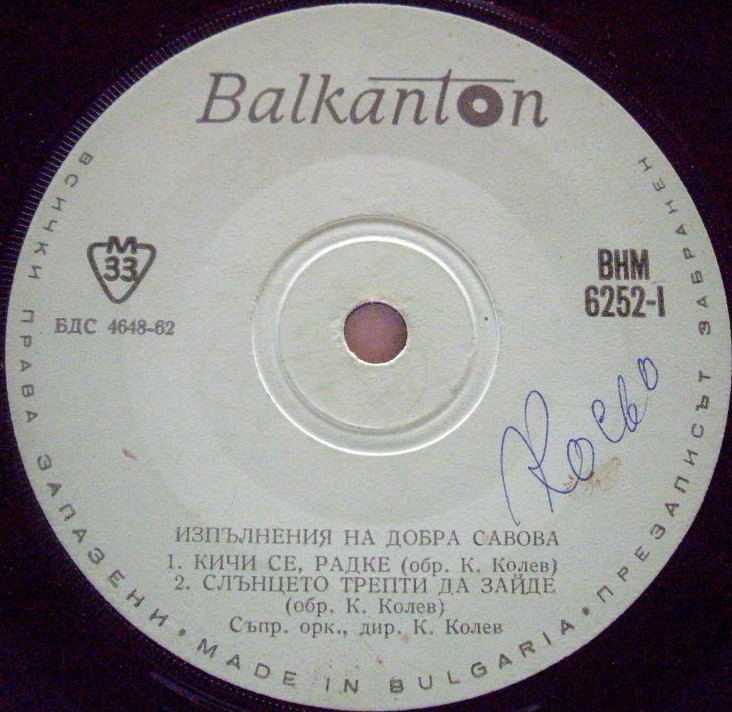 Balkanton
М
33
БДС 4648-62
ВНМ
6252-I
Косьо
ИЗПЪЛНЕНИЯ НА ДОБРА САВОВА
1. КИЧИ СЕ, РАДКЕ (обр. К. Колев)
2. СЛЪНЦЕТО ТРЕПТИ ДА ЗАЙДЕ
(обр. К. Колев)
Съпр. орк., дир. К. Колев
ВСИЧКИ ПРАВА ЗАПАЗЕНИ • MADE IN BULGARIA • ПРЕЗАПИСЪТ ЗАБРАНЕН